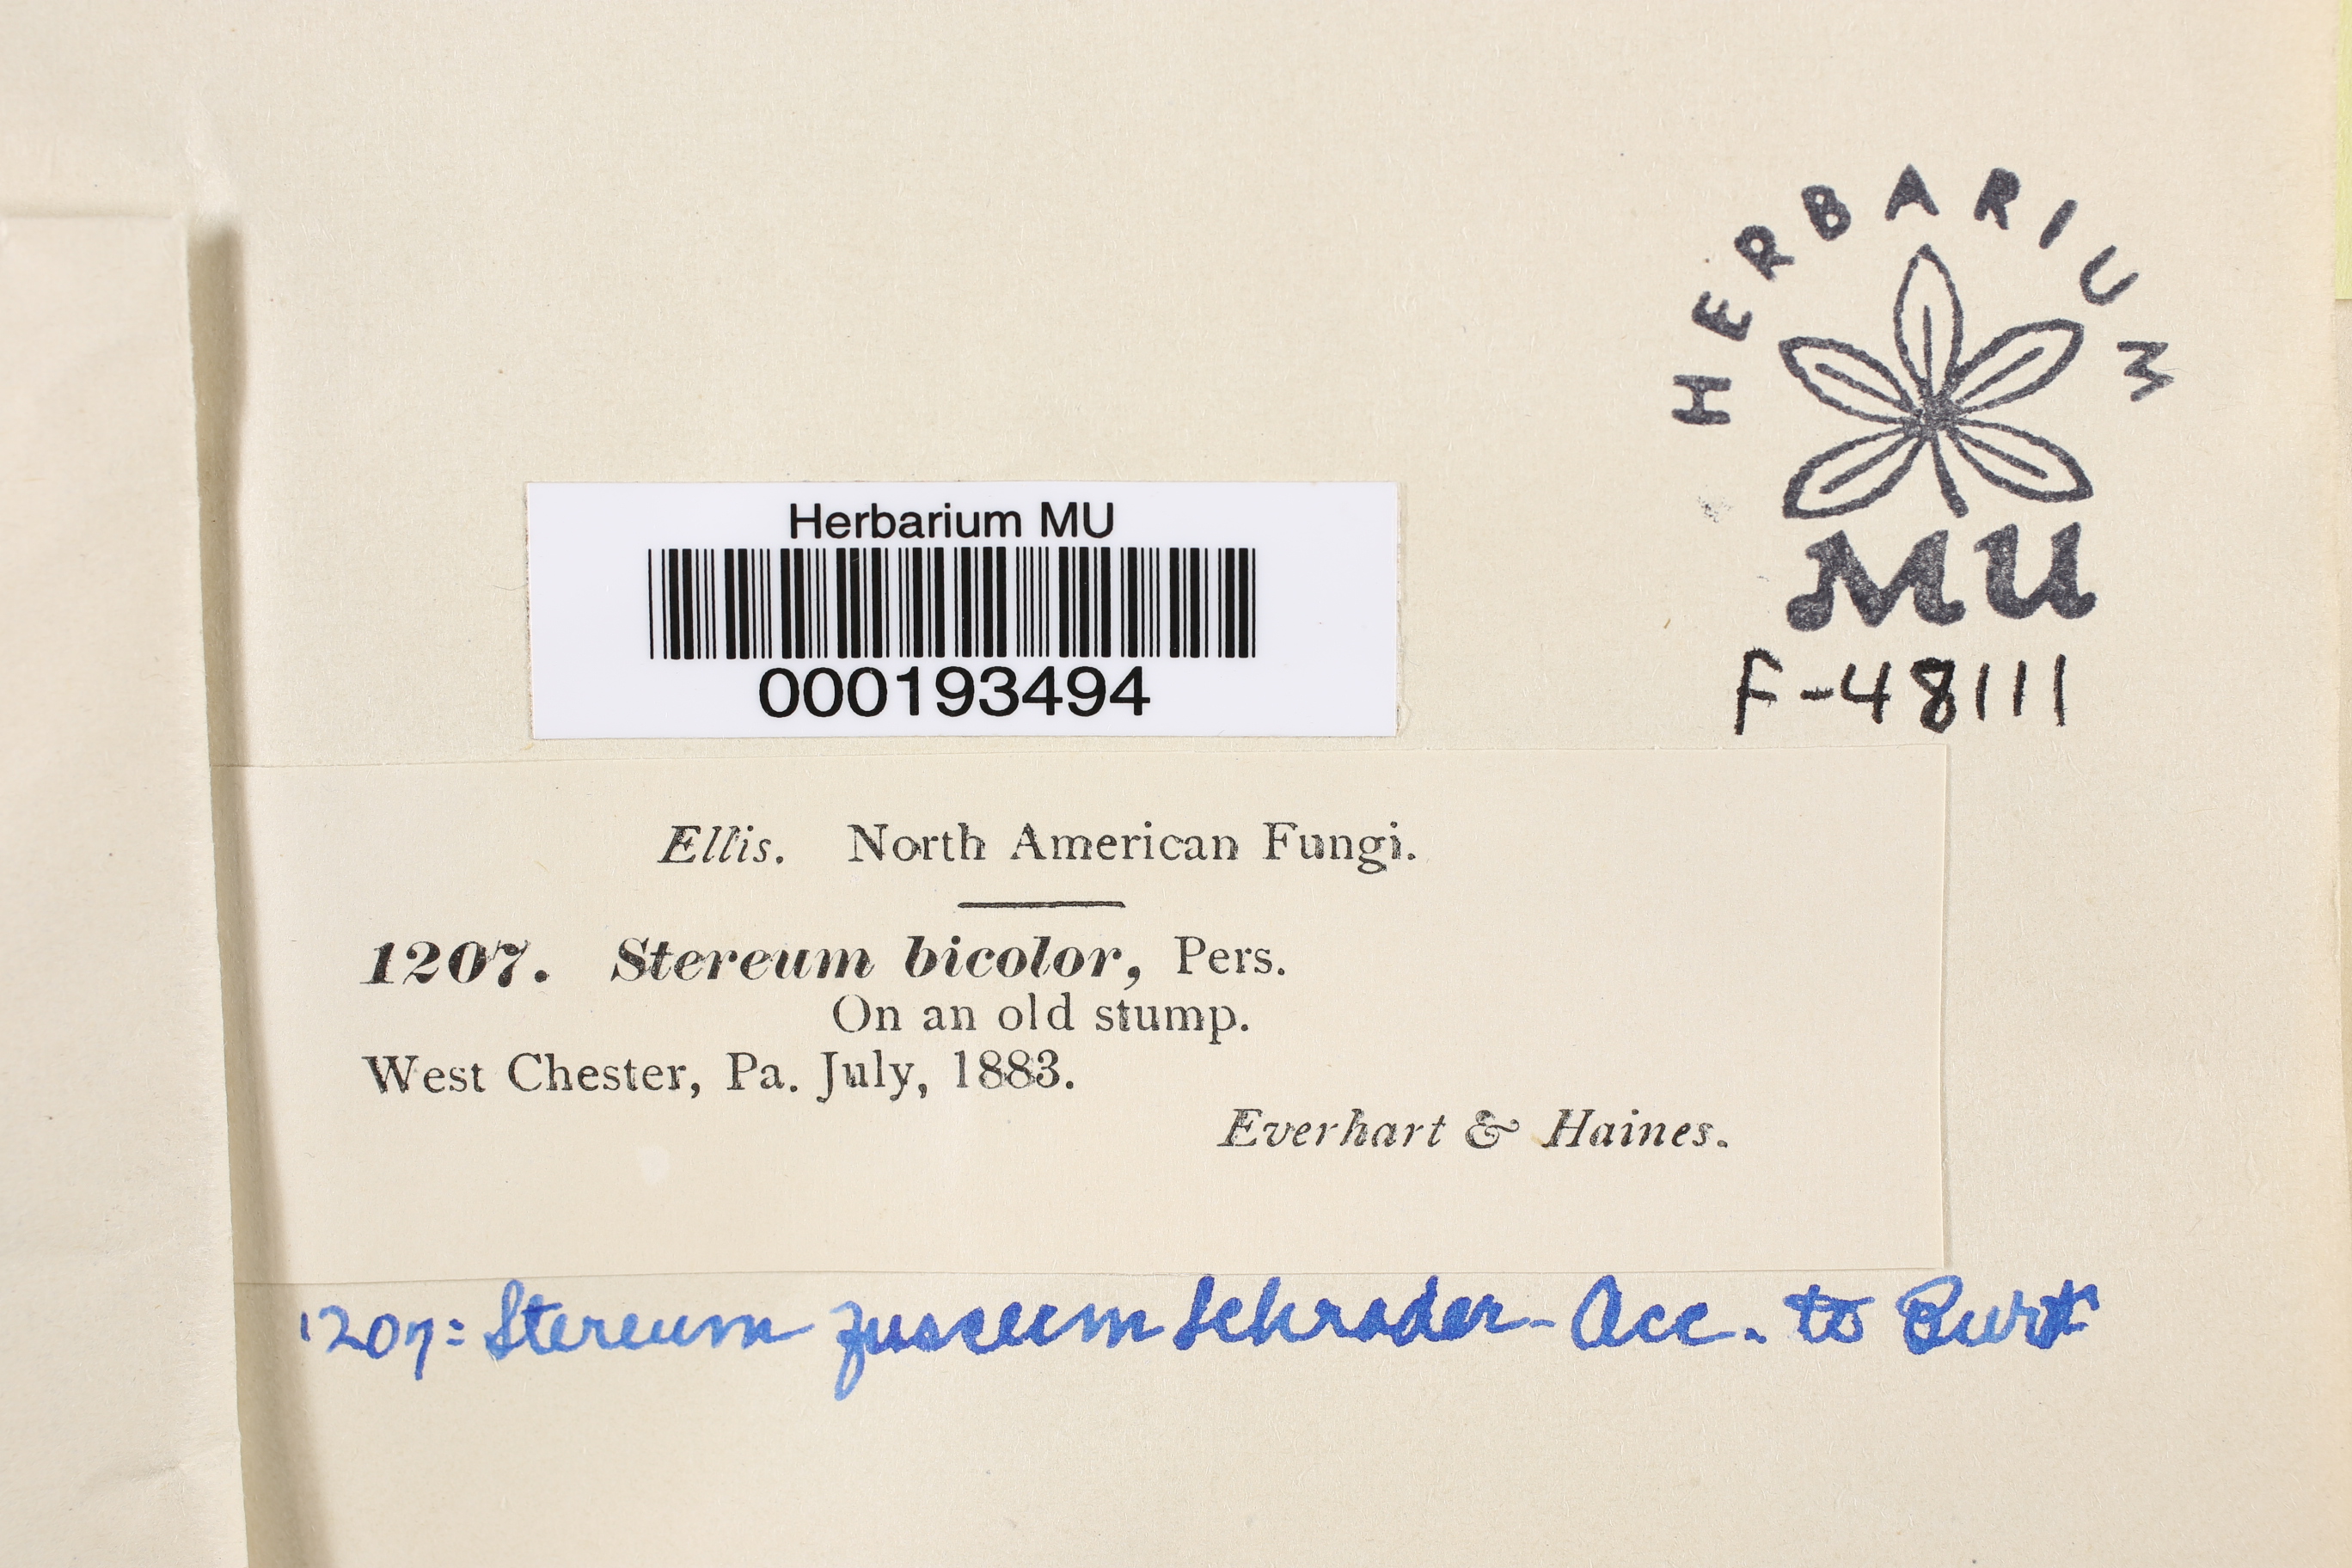 HERBARIUM
MU
F-48111
Herbarium MU
000193494
Ellis. North American Fungi.
1207. Stereum bicolor, Pers.
On an old stump.
West Chester, Pa. July, 1883.
Everhart & Haines.
1207: Stereum fuscum Schrader - Acc. to Burt